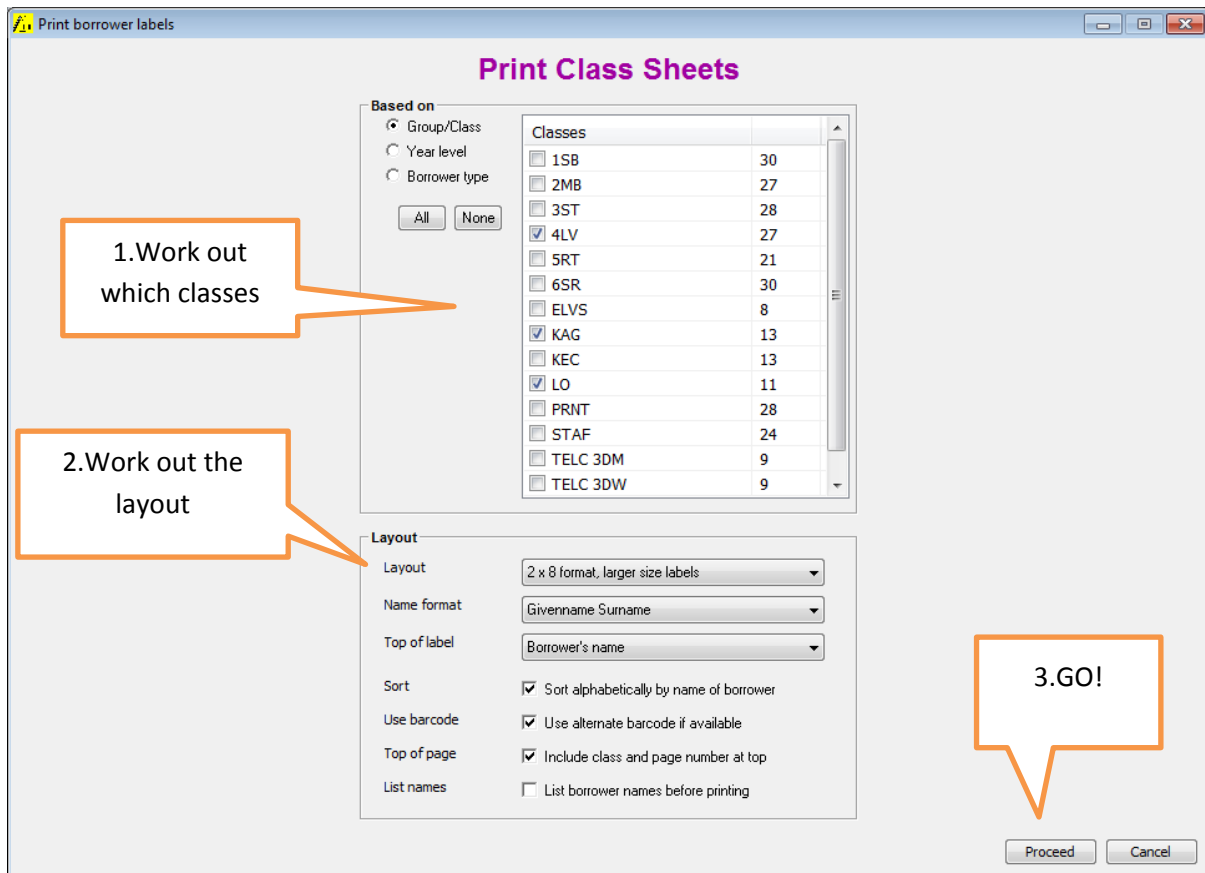 Print borrower labels
Print Class Sheets
Based on
Group/Class
Year level
Borrower type
All None
Classes
1SB 30
2MB 27
3ST 28
4LV 27
5RT 21
6SR 30
ELVS 8
KAG 13
KEC 13
LO 11
PRNT 28
STAF 24
TELC 3DM 9
TELC 3DW 9
1.Work out
which classes
2.Work out the
layout
Layout
Layout 2 x 8 format, larger size labels
Name format Givenname Surname
Top of label Borrower's name
Sort Sort alphabetically by name of borrower
Use barcode Use alternate barcode if available
Top of page Include class and page number at top
List names List borrower names before printing
3.GO!
Proceed Cancel